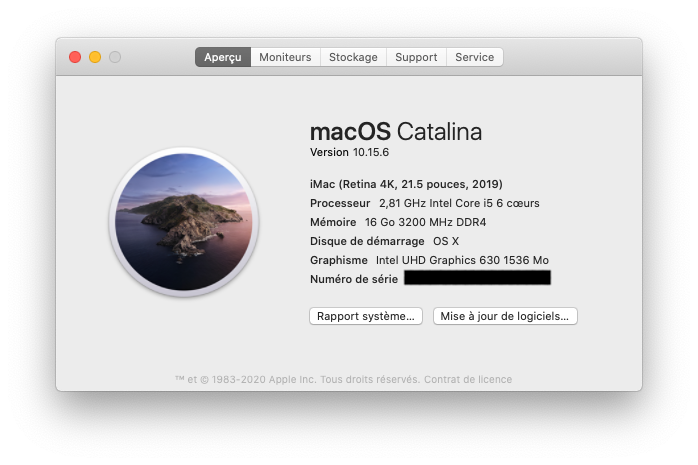 Aperçu Moniteurs Stockage Support Service
macOS Catalina
Version 10.15.6
iMac (Retina 4K, 21.5 pouces, 2019)
Processeur 2,81 GHz Intel Core i5 6 cœurs
Mémoire 16 Go 3200 MHz DDR4
Disque de démarrage OS X
Graphisme Intel UHD Graphics 630 1536 Mo
Numéro de série
Rapport système... Mise à jour de logiciels...
™ et © 1983-2020 Apple Inc. Tous droits réservés. Contrat de licence